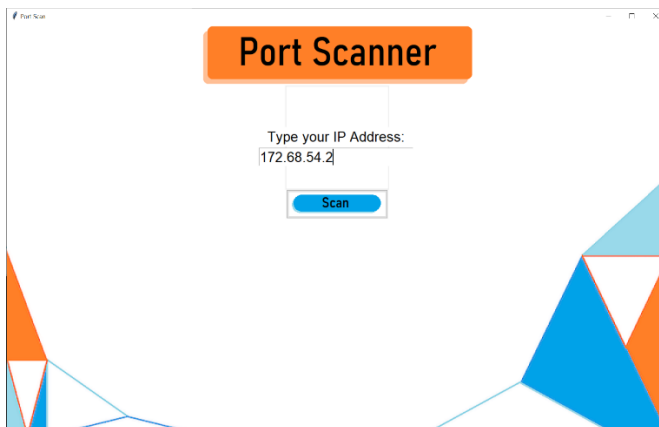 Port Scan
Port Scanner
Type your IP Address:
172.68.54.2
Scan